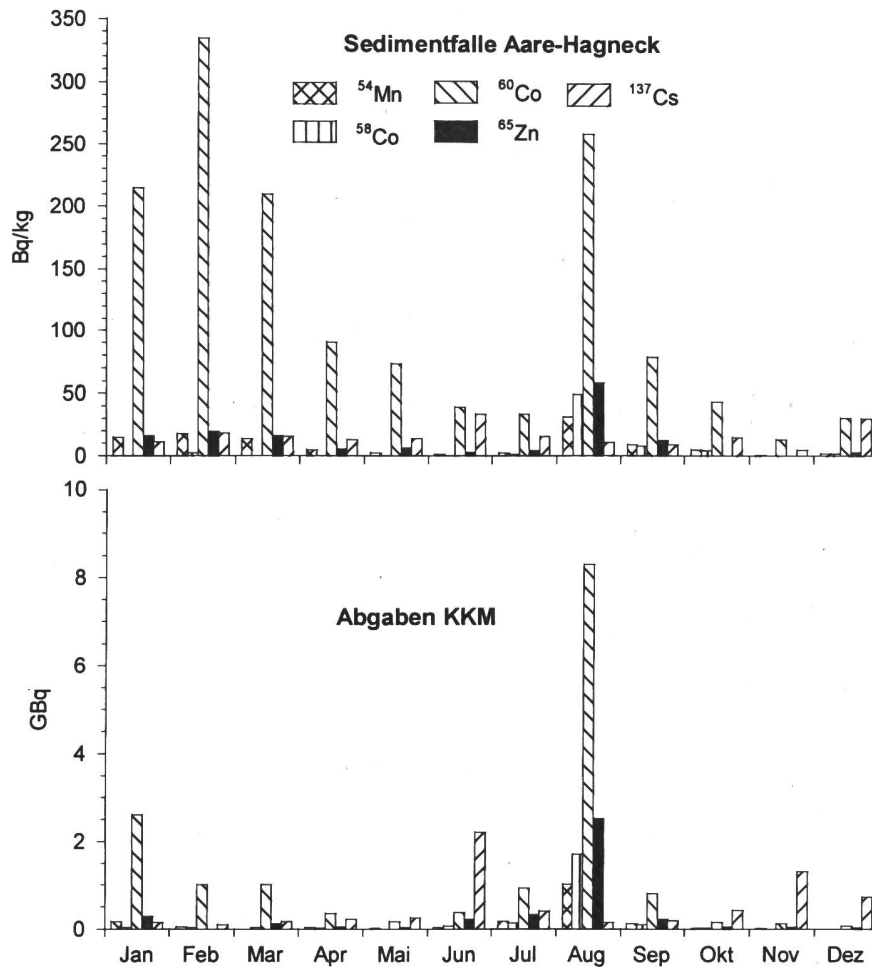 Sedimentfalle Aare-Hagneck
⁵⁴Mn ⁶⁰Co ¹³⁷Cs
⁵⁸Co ⁶⁵Zn
Bq/kg
350
300
250
200
150
100
50
0
Abgaben KKM
GBq
10
8
6
4
2
0
Jan Feb Mar Apr Mai Jun Jul Aug Sep Okt Nov Dez